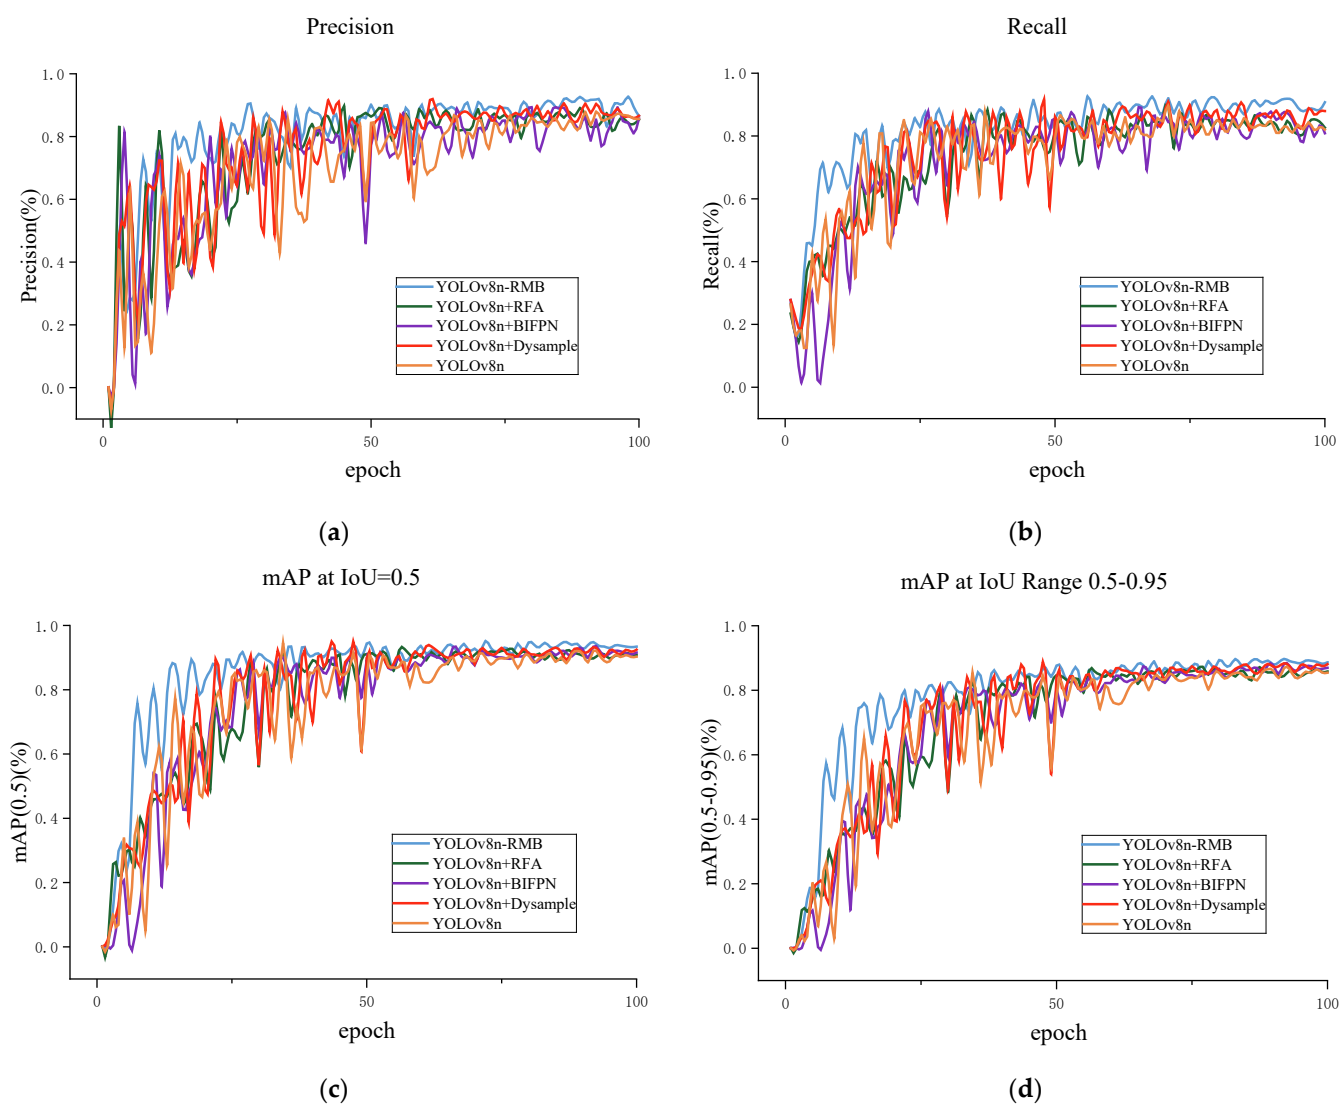 Precision
1.0
0.8
0.6
0.4
0.2
0.0
Precision(%)
YOLOv8n-RMB
YOLOv8n+RFA
YOLOv8n+BIFPN
YOLOv8n+Dysample
YOLOv8n
0
50
100
epoch
(a)
Recall
1.0
0.8
0.6
0.4
0.2
0.0
Recall(%)
YOLOv8n-RMB
YOLOv8n+RFA
YOLOv8n+BIFPN
YOLOv8n+Dysample
YOLOv8n
0
50
100
epoch
(b)
mAP at IoU=0.5
1.0
0.8
0.6
0.4
0.2
0.0
mAP(0.5)(%)
YOLOv8n-RMB
YOLOv8n+RFA
YOLOv8n+BIFPN
YOLOv8n+Dysample
YOLOv8n
0
50
100
epoch
(c)
mAP at IoU Range 0.5-0.95
1.0
0.8
0.6
0.4
0.2
0.0
mAP(0.5-0.95)(%)
YOLOv8n-RMB
YOLOv8n+RFA
YOLOv8n+BIFPN
YOLOv8n+Dysample
YOLOv8n
0
50
100
epoch
(d)